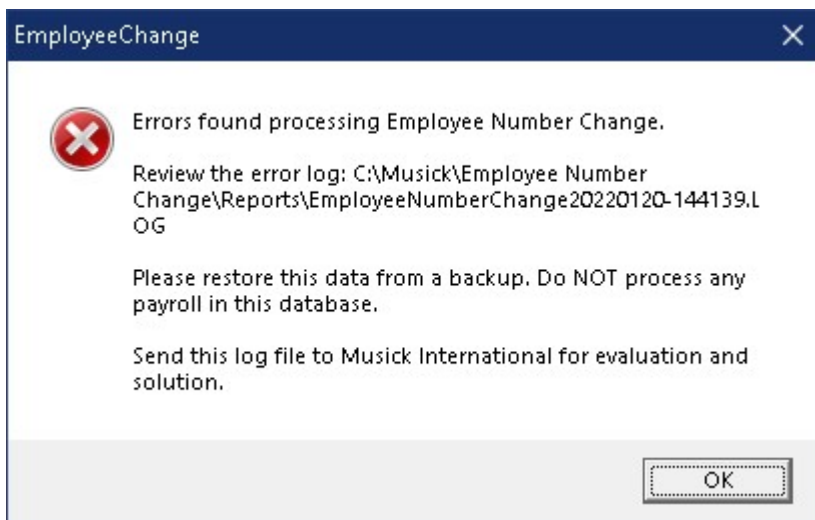 EmployeeChange
Errors found processing Employee Number Change.
Review the error log: C:\Musick\Employee Number
Change\Reports\EmployeeNumberChange20220120-144139.L
OG
Please restore this data from a backup. Do NOT process any
payroll in this database.
Send this log file to Musick International for evaluation and
solution.
OK